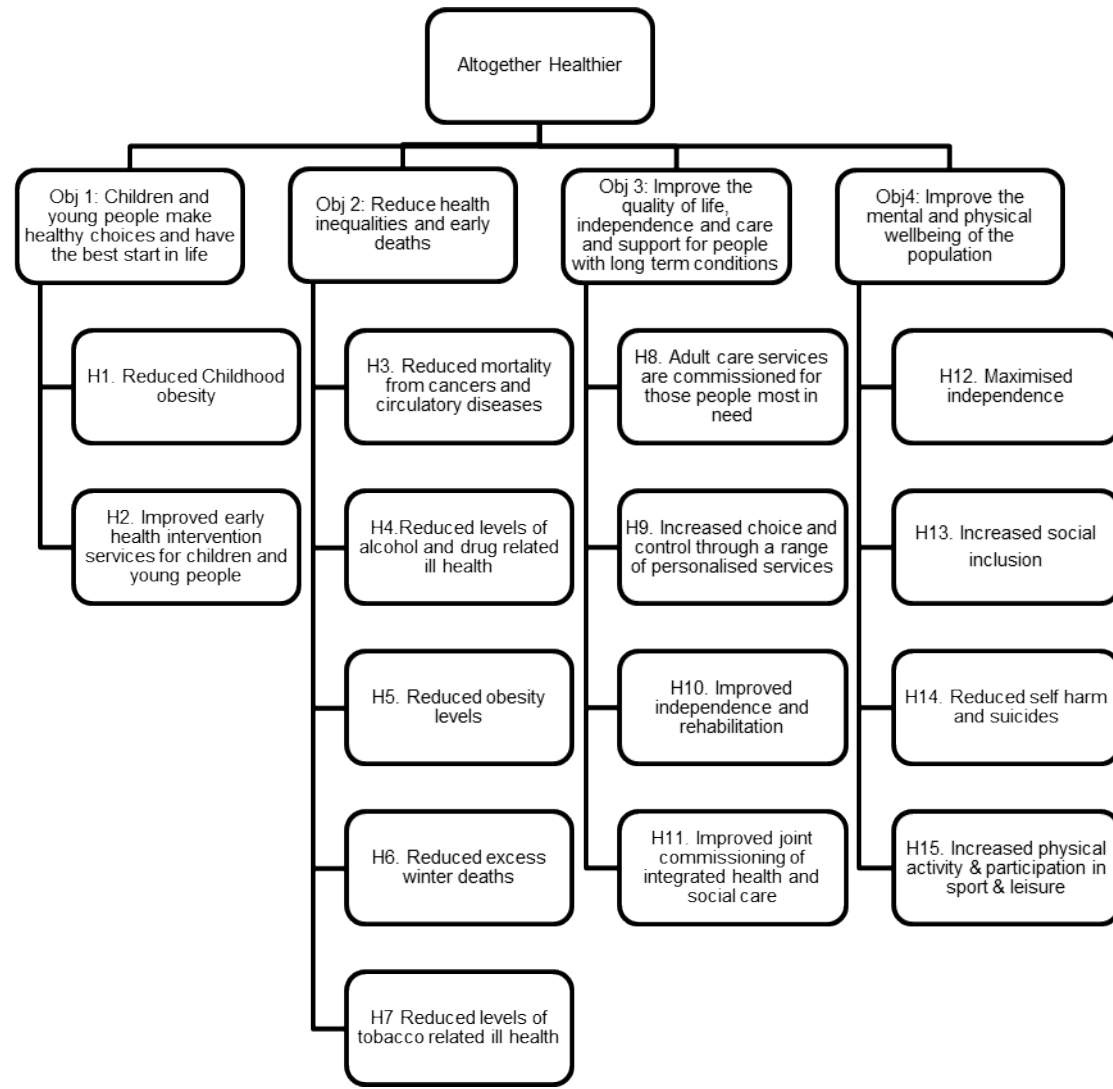 Altogether Healthier
Obj 1: Children and
young people make
healthy choices and have
the best start in life
Obj 2: Reduce health
inequalities and early
deaths
Obj 3: Improve the
quality of life,
independence and care
and support for people
with long term conditions
Obj4: Improve the
mental and physical
wellbeing of the
population
H1. Reduced Childhood
obesity
H2. Improved early
health intervention
services for children and
young people
H3. Reduced mortality
from cancers and
circulatory diseases
H4.Reduced levels of
alcohol and drug related
ill health
H5. Reduced obesity
levels
H6. Reduced excess
winter deaths
H7 Reduced levels of
tobacco related ill health
H8. Adult care services
are commissioned for
those people most in
need
H9. Increased choice and
control through a range
of personalised services
H10. Improved
independence and
rehabilitation
H11. Improved joint
commissioning of
integrated health and
social care
H12. Maximised
independence
H13. Increased social
inclusion
H14. Reduced self harm
and suicides
H15. Increased physical
activity & participation in
sport & leisure